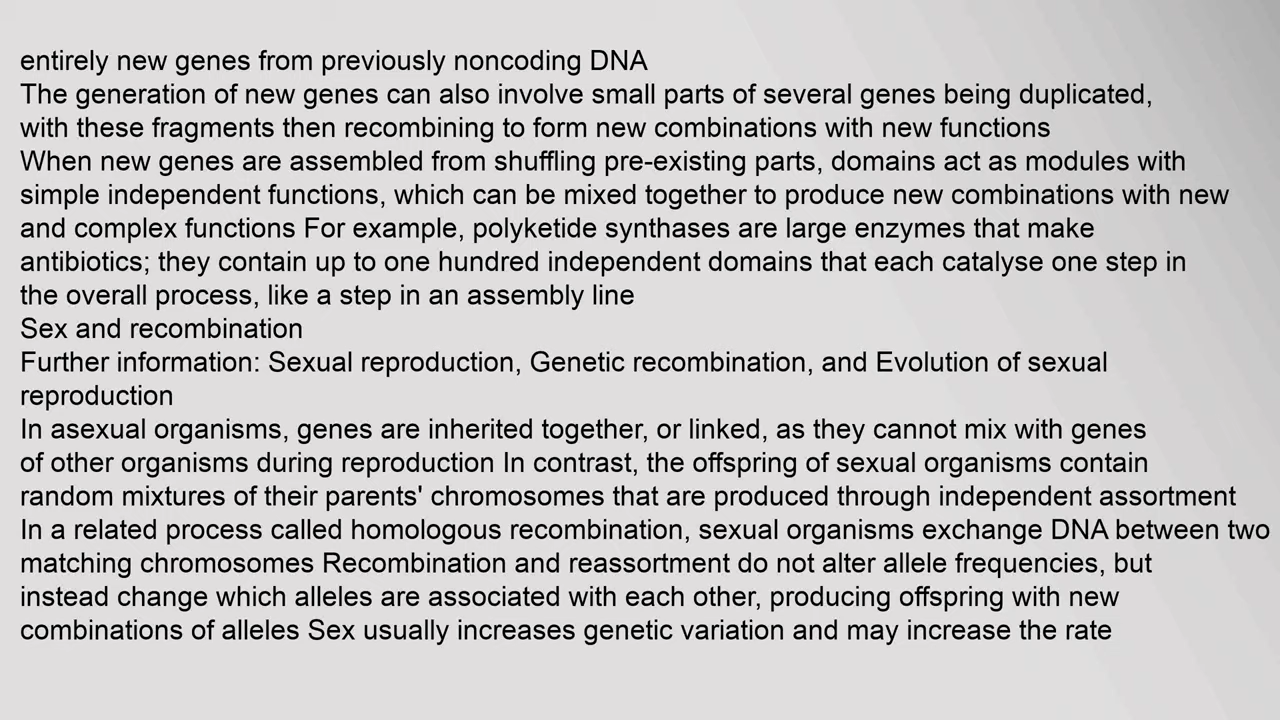 entirely new genes from previously noncoding DNA
The generation of new genes can also involve small parts of several genes being duplicated,
with these fragments then recombining to form new combinations with new functions
When new genes are assembled from shuffling pre-existing parts, domains act as modules with
simple independent functions, which can be mixed together to produce new combinations with new
and complex functions For example, polyketide synthases are large enzymes that make
antibiotics; they contain up to one hundred independent domains that each catalyse one step in
the overall process, like a step in an assembly line
Sex and recombination
Further information: Sexual reproduction, Genetic recombination, and Evolution of sexual
reproduction
In asexual organisms, genes are inherited together, or linked, as they cannot mix with genes
of other organisms during reproduction In contrast, the offspring of sexual organisms contain
random mixtures of their parents' chromosomes that are produced through independent assortment
In a related process called homologous recombination, sexual organisms exchange DNA between two
matching chromosomes Recombination and reassortment do not alter allele frequencies, but
instead change which alleles are associated with each other, producing offspring with new
combinations of alleles Sex usually increases genetic variation and may increase the rate